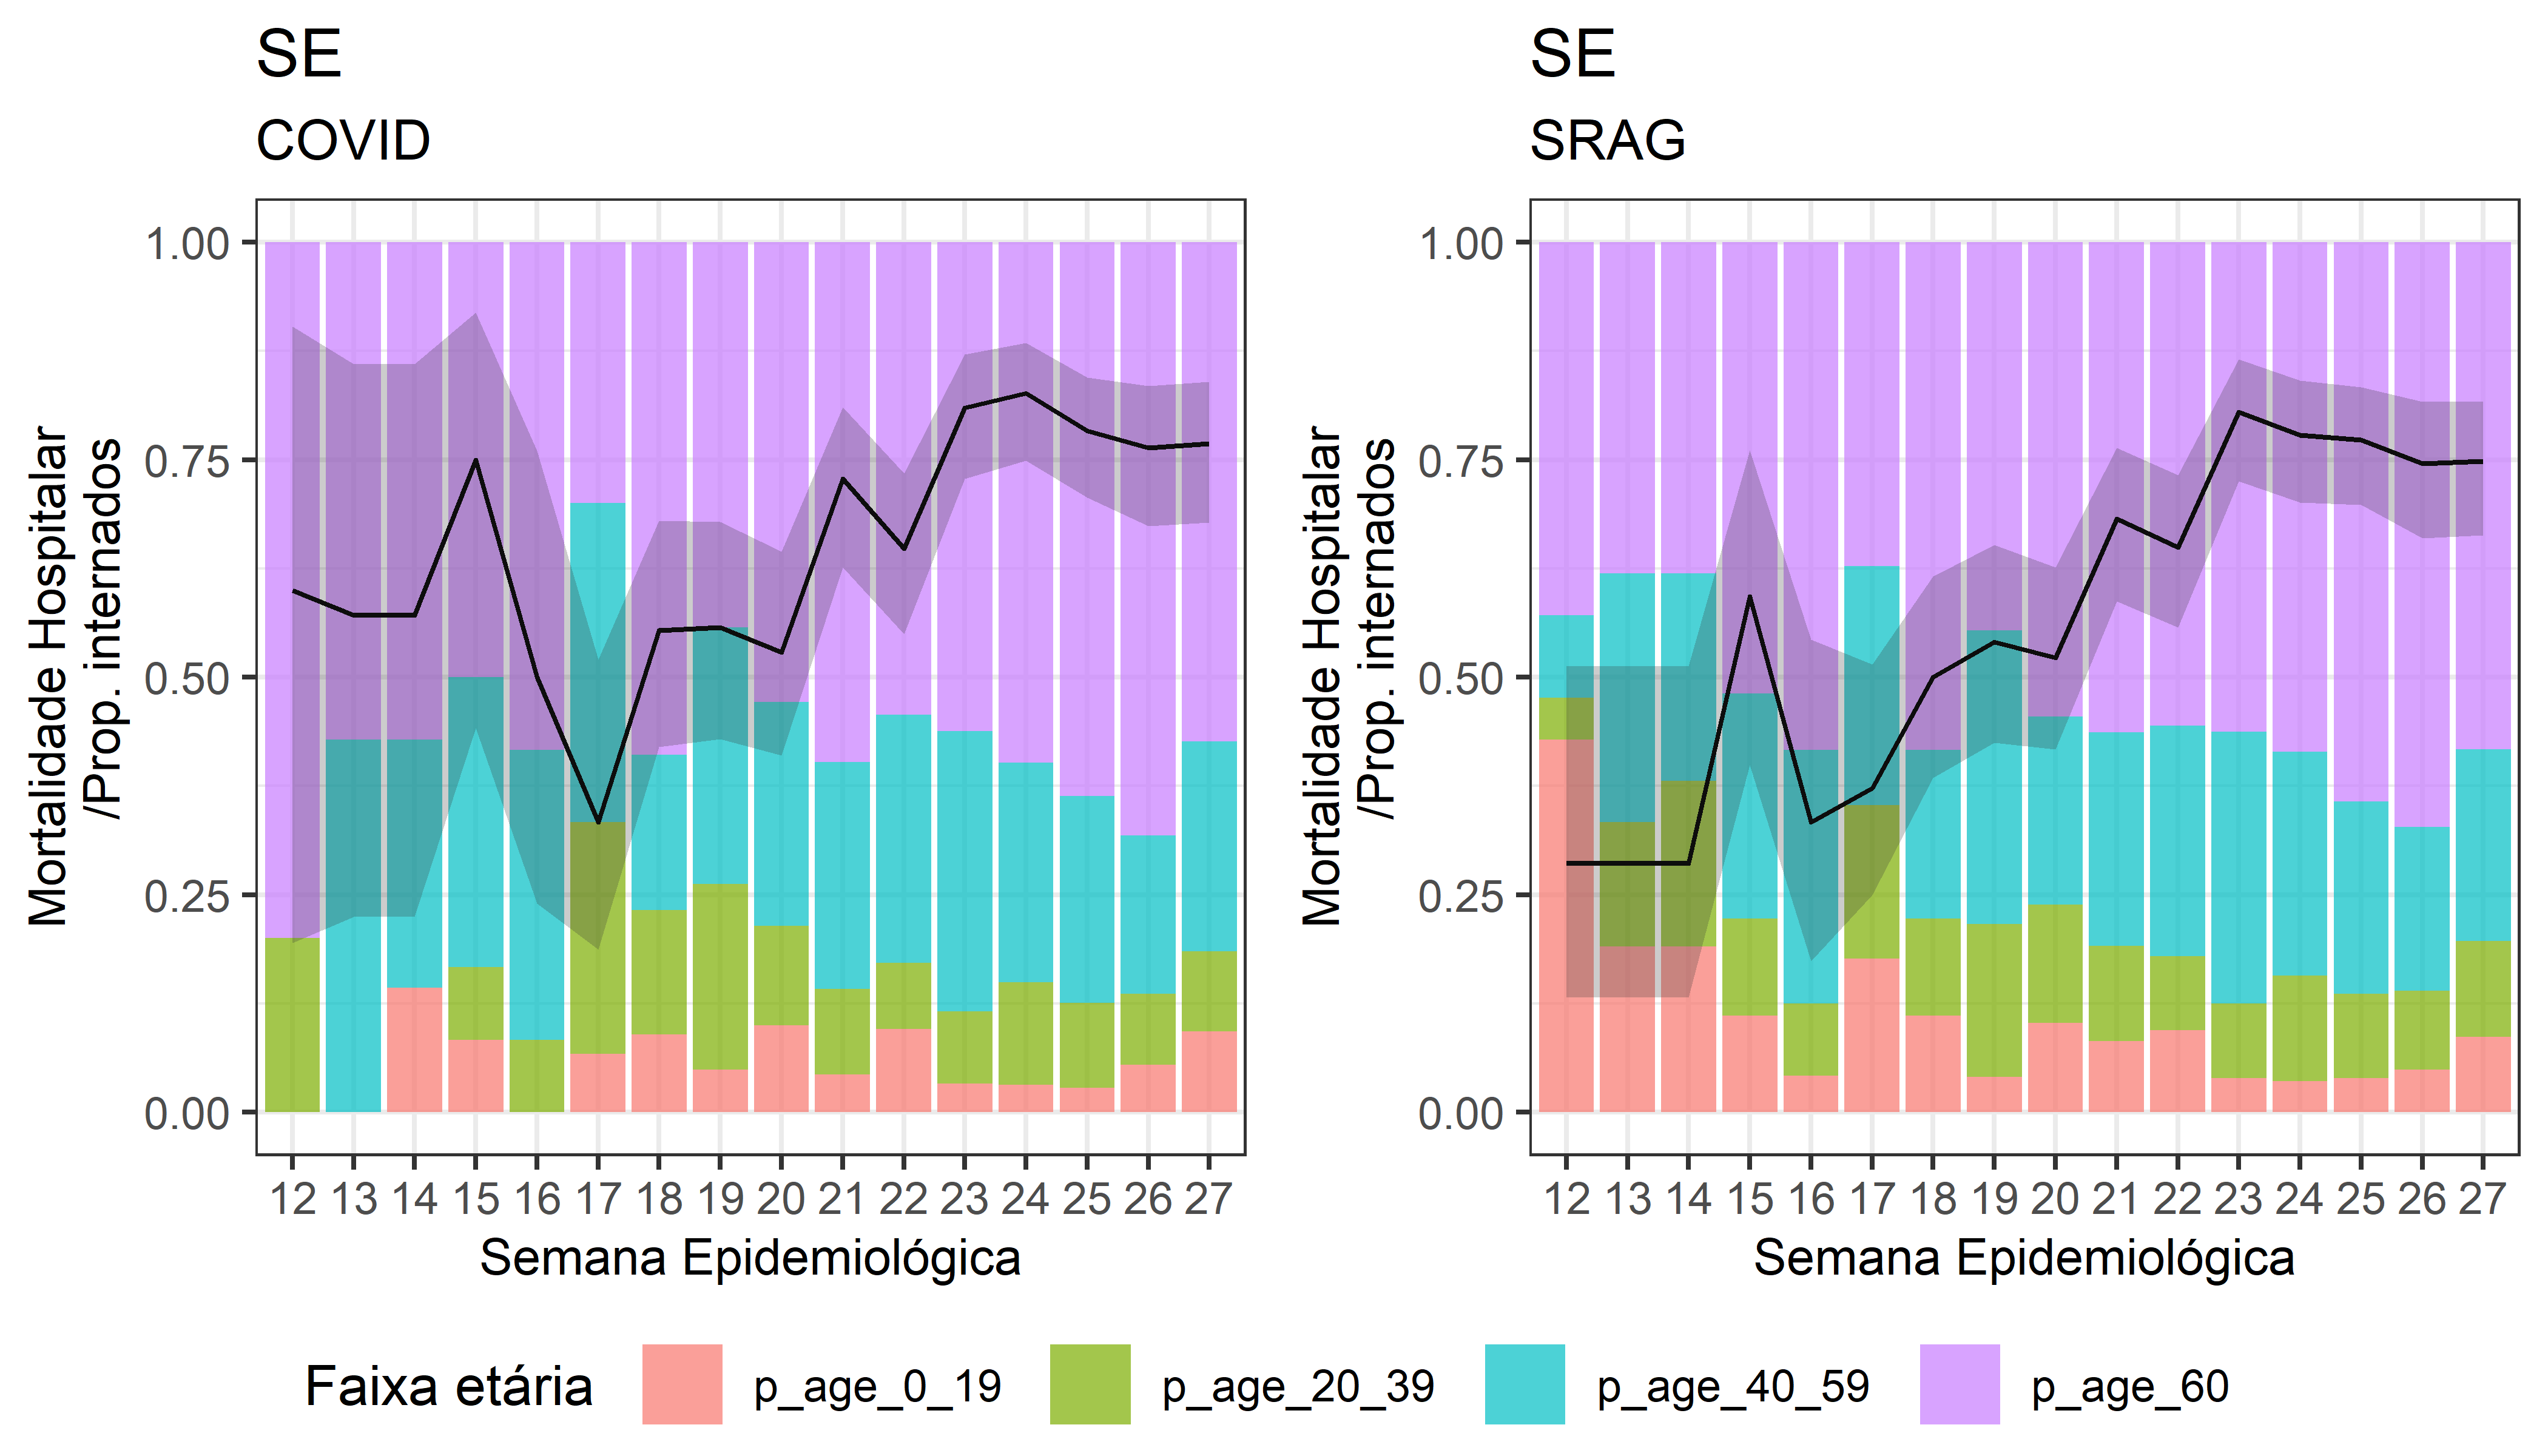 SE
COVID
Mortalidade Hospitalar
/Prop. internados
1.00
0.75
0.50
0.25
0.00
12 13 14 15 16 17 18 19 20 21 22 23 24 25 26 27
Semana Epidemiológica
SE
SRAG
Mortalidade Hospitalar
/Prop. internados
1.00
0.75
0.50
0.25
0.00
12 13 14 15 16 17 18 19 20 21 22 23 24 25 26 27
Semana Epidemiológica
Faixa etária p_age_0_19 p_age_20_39 p_age_40_59 p_age_60